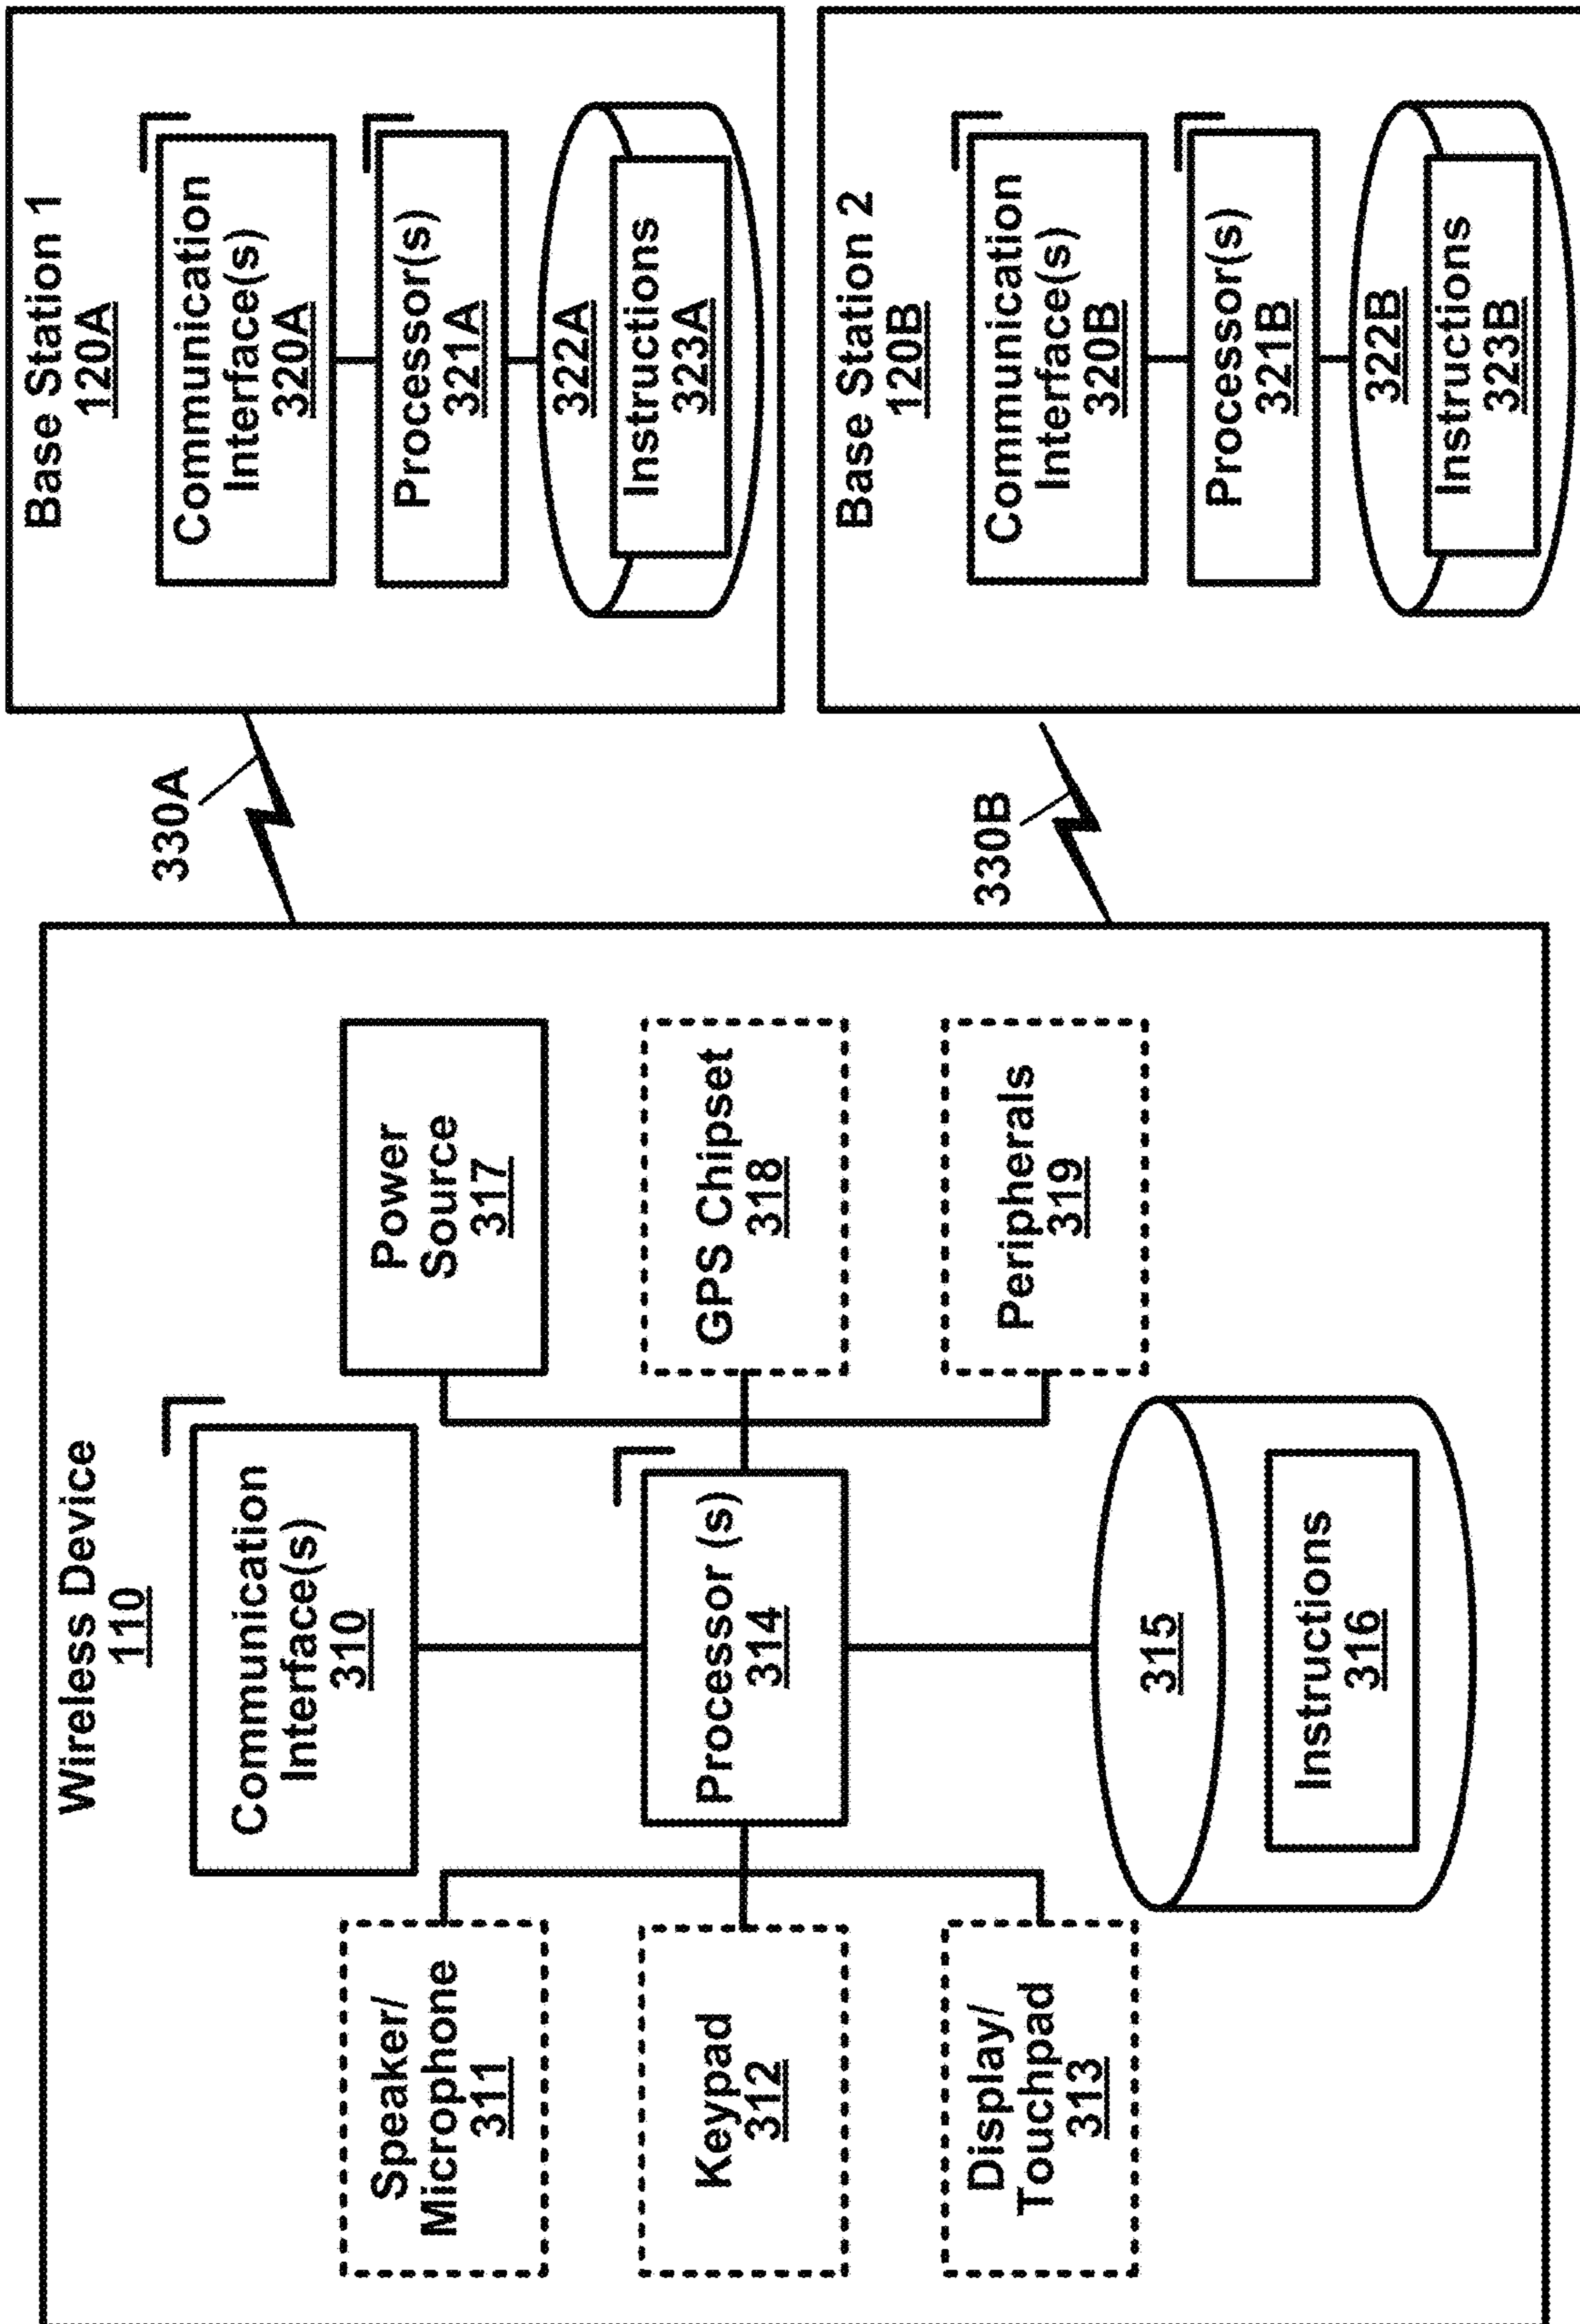 Wireless Device
110
Communication
Interface(s)
310
Speaker/
Microphone
311
Power
Source
317
Processor (s)
314
Keypad
312
GPS Chipset
318
Display/
Touchpad
313
Peripherals
319
315
Instructions
316
330A
330B
Base Station 1
120A
Communication
Interface(s)
320A
Processor(s)
321A
322A
Instructions
323A
Base Station 2
120B
Communication
Interface(s)
320B
Processor(s)
321B
322B
Instructions
323B